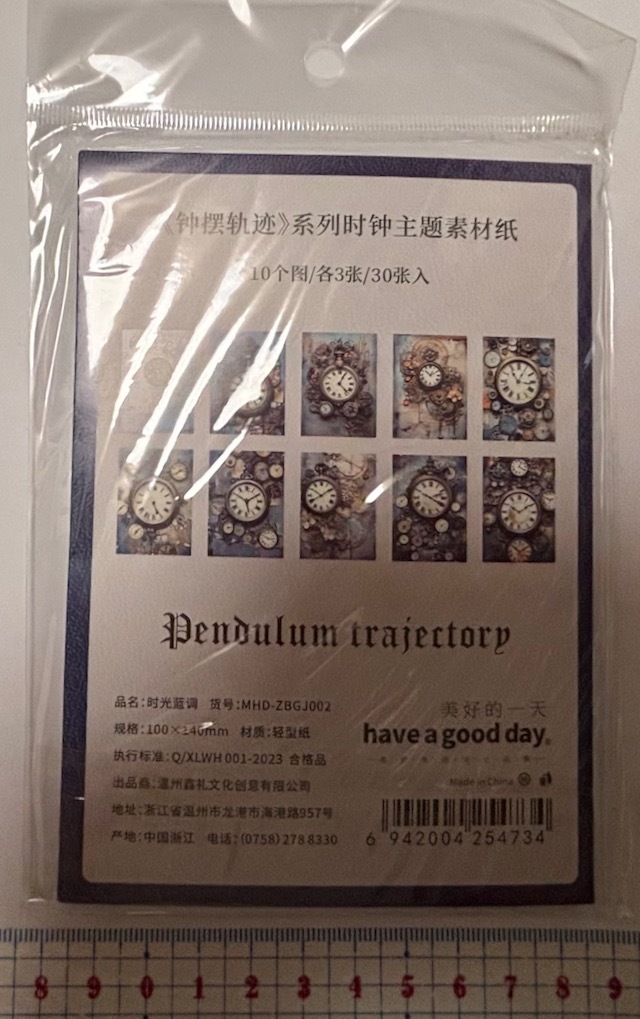 《钟摆轨迹》系列时钟主题素材纸
10个图/各3张/30张入
Pendulum trajectory
品名:时光蓝调 货号:MHD-ZBGJ002
规格:100×140mm 材质:轻型纸
执行标准:Q/XLWH 001-2023 合格品
出品商:温州鑫礼文化创意有限公司
地址:浙江省温州市龙港市海港路957号
产地:中国浙江 电话:(0758)278 8330
美好的一天
have a good day®
Made in China
6 942004 254734
8 9 0 1 2 3 4 5 6 7 8 9